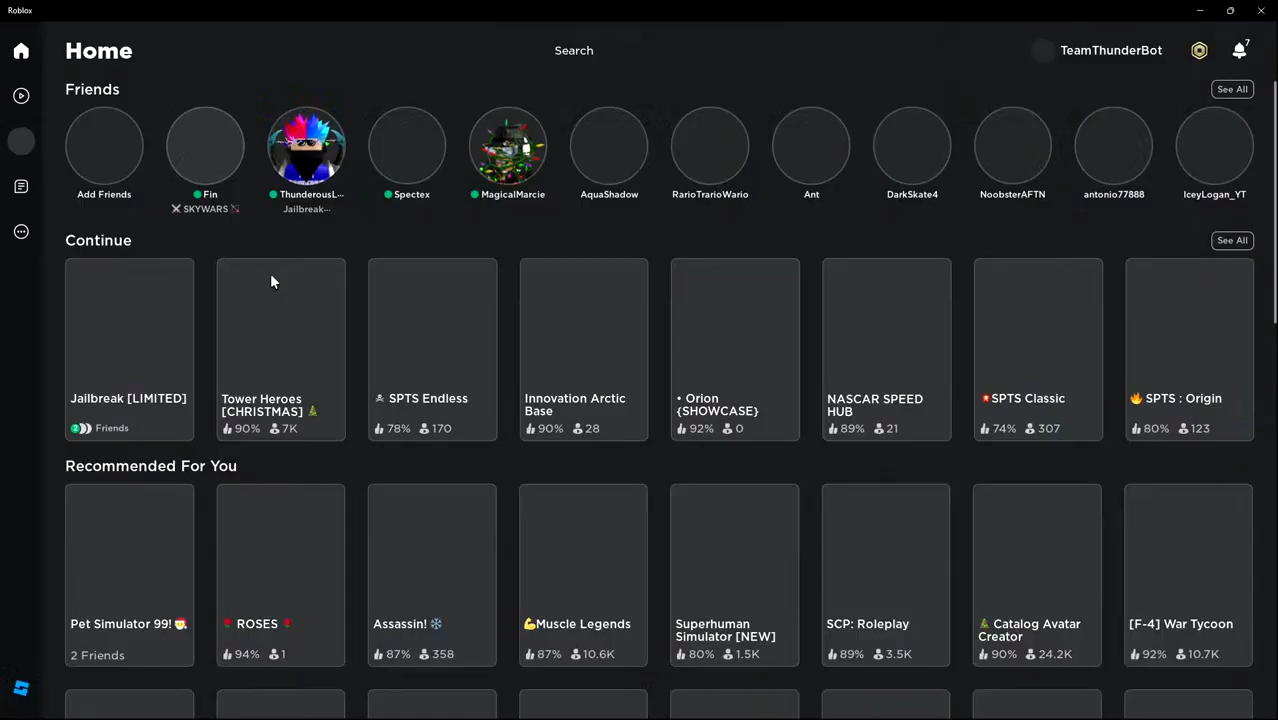 Roblox
Home
Search
TeamThunderBot
7
Friends
See All
Add Friends
Fin
ThunderousL...
Spectex
MagicalMarcie
AquaShadow
RarioTrarioWario
Ant
DarkSkate4
NoobsterAFTN
antonio77888
IceyLogan_YT
⚔ SKYWARS 🏹
Jailbreak...
Continue
See All
Jailbreak [LIMITED]
2 Friends
Tower Heroes
[CHRISTMAS] 🎄
90% 7K
☠ SPTS Endless
78% 170
Innovation Arctic
Base
90% 28
• Orion
{SHOWCASE}
92% 0
NASCAR SPEED
HUB
89% 21
💥SPTS Classic
74% 307
🔥 SPTS : Origin
80% 123
Recommended For You
Pet Simulator 99! 🎅
2 Friends
🌹 ROSES 🌹
94% 1
Assassin! ❄️
87% 358
💪Muscle Legends
87% 10.6K
Superhuman
Simulator [NEW]
80% 1.5K
SCP: Roleplay
89% 3.5K
🎄 Catalog Avatar
Creator
90% 24.2K
[F-4] War Tycoon
92% 10.7K